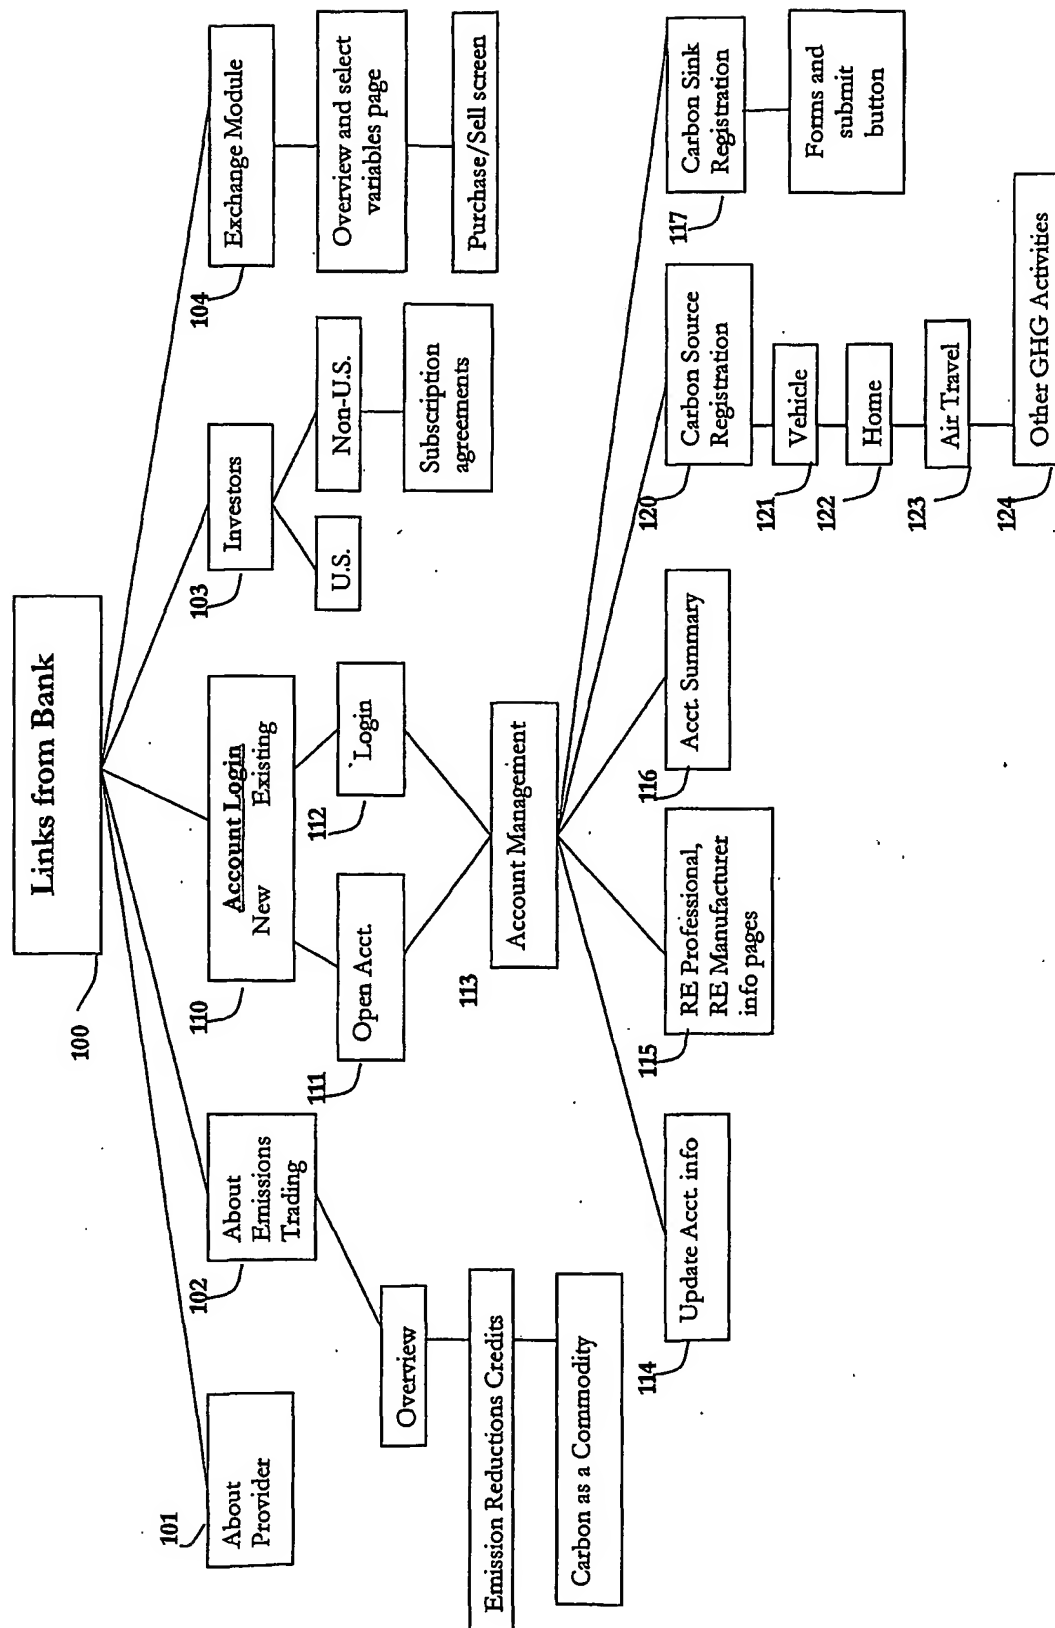 Links from Bank
100
101
About
Provider
102
About
Emissions
Trading
110
Account Login
New Existing
103
Investors
104
Exchange Module
Overview
Emission Reductions Credits
Carbon as a Commodity
111
Open Acct.
112
`Login
U.S.
Non-U.S.
Subscription
agreements
Overview and select
variables page
Purchase/Sell screen
113
Account Management
114
Update Acct. info
115
RE Professional,
RE Manufacturer
info pages
116
Acct. Summary
120
Carbon Source
Registration
121
Vehicle
122
Home
123
Air Travel
124
Other GHG Activities
117
Carbon Sink
Registration
Forms and
submit
button